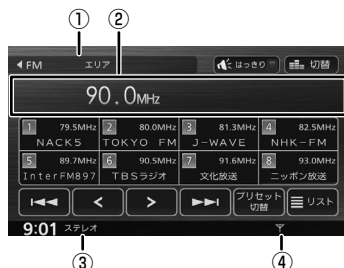 ① ②
FM エリア はっきり 切替
90.0MHz
1 79.5MHz 2 80.0MHz 3 81.3MHz 4 82.5MHz
NACK5 TOKYO FM J-WAVE NHK-FM
5 89.7MHz 6 90.5MHz 7 91.6MHz 8 93.0MHz
InterFM897 TBSラジオ 文化放送 ニッポン放送
プリセット
切替 リスト
9:01 ステレオ
③ ④